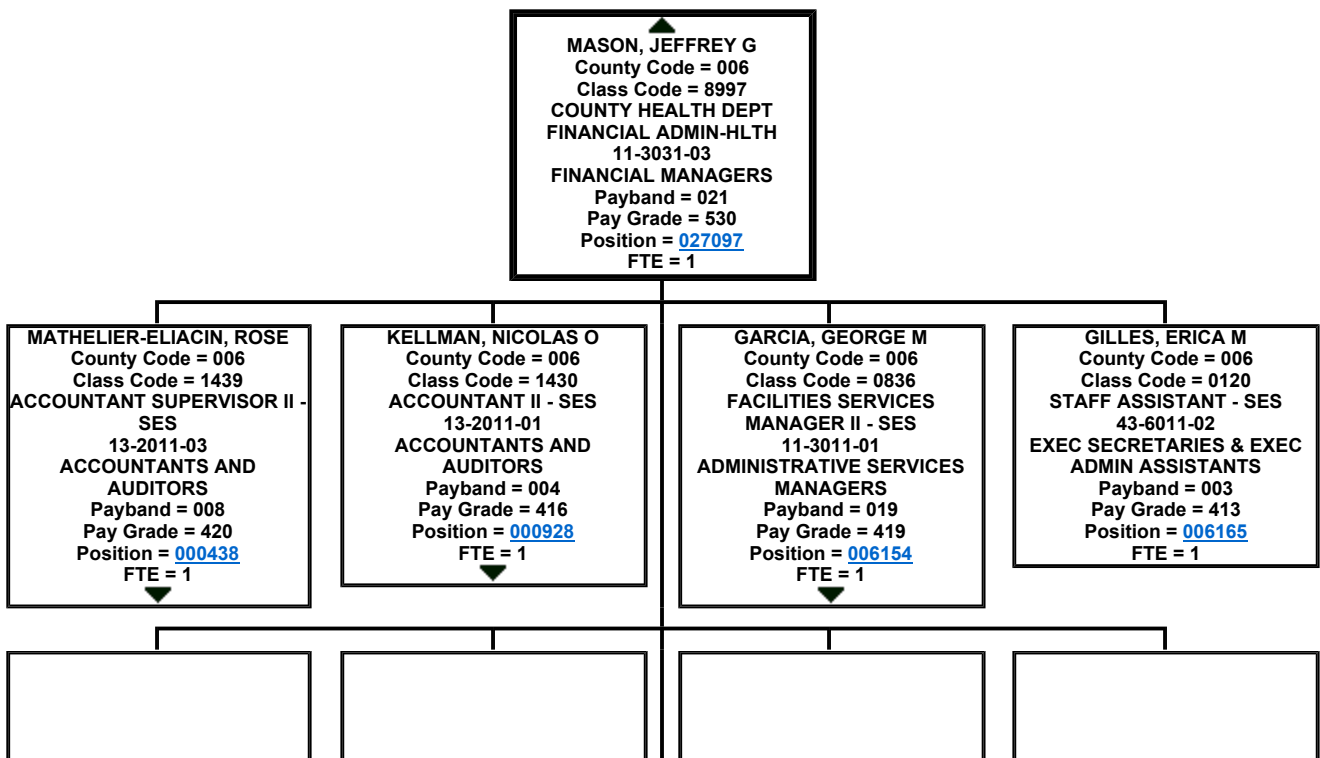 MASON, JEFFREY G
County Code = 006
Class Code = 8997
COUNTY HEALTH DEPT
FINANCIAL ADMIN-HLTH
11-3031-03
FINANCIAL MANAGERS
Payband = 021
Pay Grade = 530
Position = 027097
FTE = 1
MATHELIER-ELIACIN, ROSE
County Code = 006
Class Code = 1439
ACCOUNTANT SUPERVISOR II -
SES
13-2011-03
ACCOUNTANTS AND
AUDITORS
Payband = 008
Pay Grade = 420
Position = 000438
FTE = 1
KELLMAN, NICOLAS O
County Code = 006
Class Code = 1430
ACCOUNTANT II - SES
13-2011-01
ACCOUNTANTS AND
AUDITORS
Payband = 004
Pay Grade = 416
Position = 000928
FTE = 1
GARCIA, GEORGE M
County Code = 006
Class Code = 0836
FACILITIES SERVICES
MANAGER II - SES
11-3011-01
ADMINISTRATIVE SERVICES
MANAGERS
Payband = 019
Pay Grade = 419
Position = 006154
FTE = 1
GILLES, ERICA M
County Code = 006
Class Code = 0120
STAFF ASSISTANT - SES
43-6011-02
EXEC SECRETARIES & EXEC
ADMIN ASSISTANTS
Payband = 003
Pay Grade = 413
Position = 006165
FTE = 1